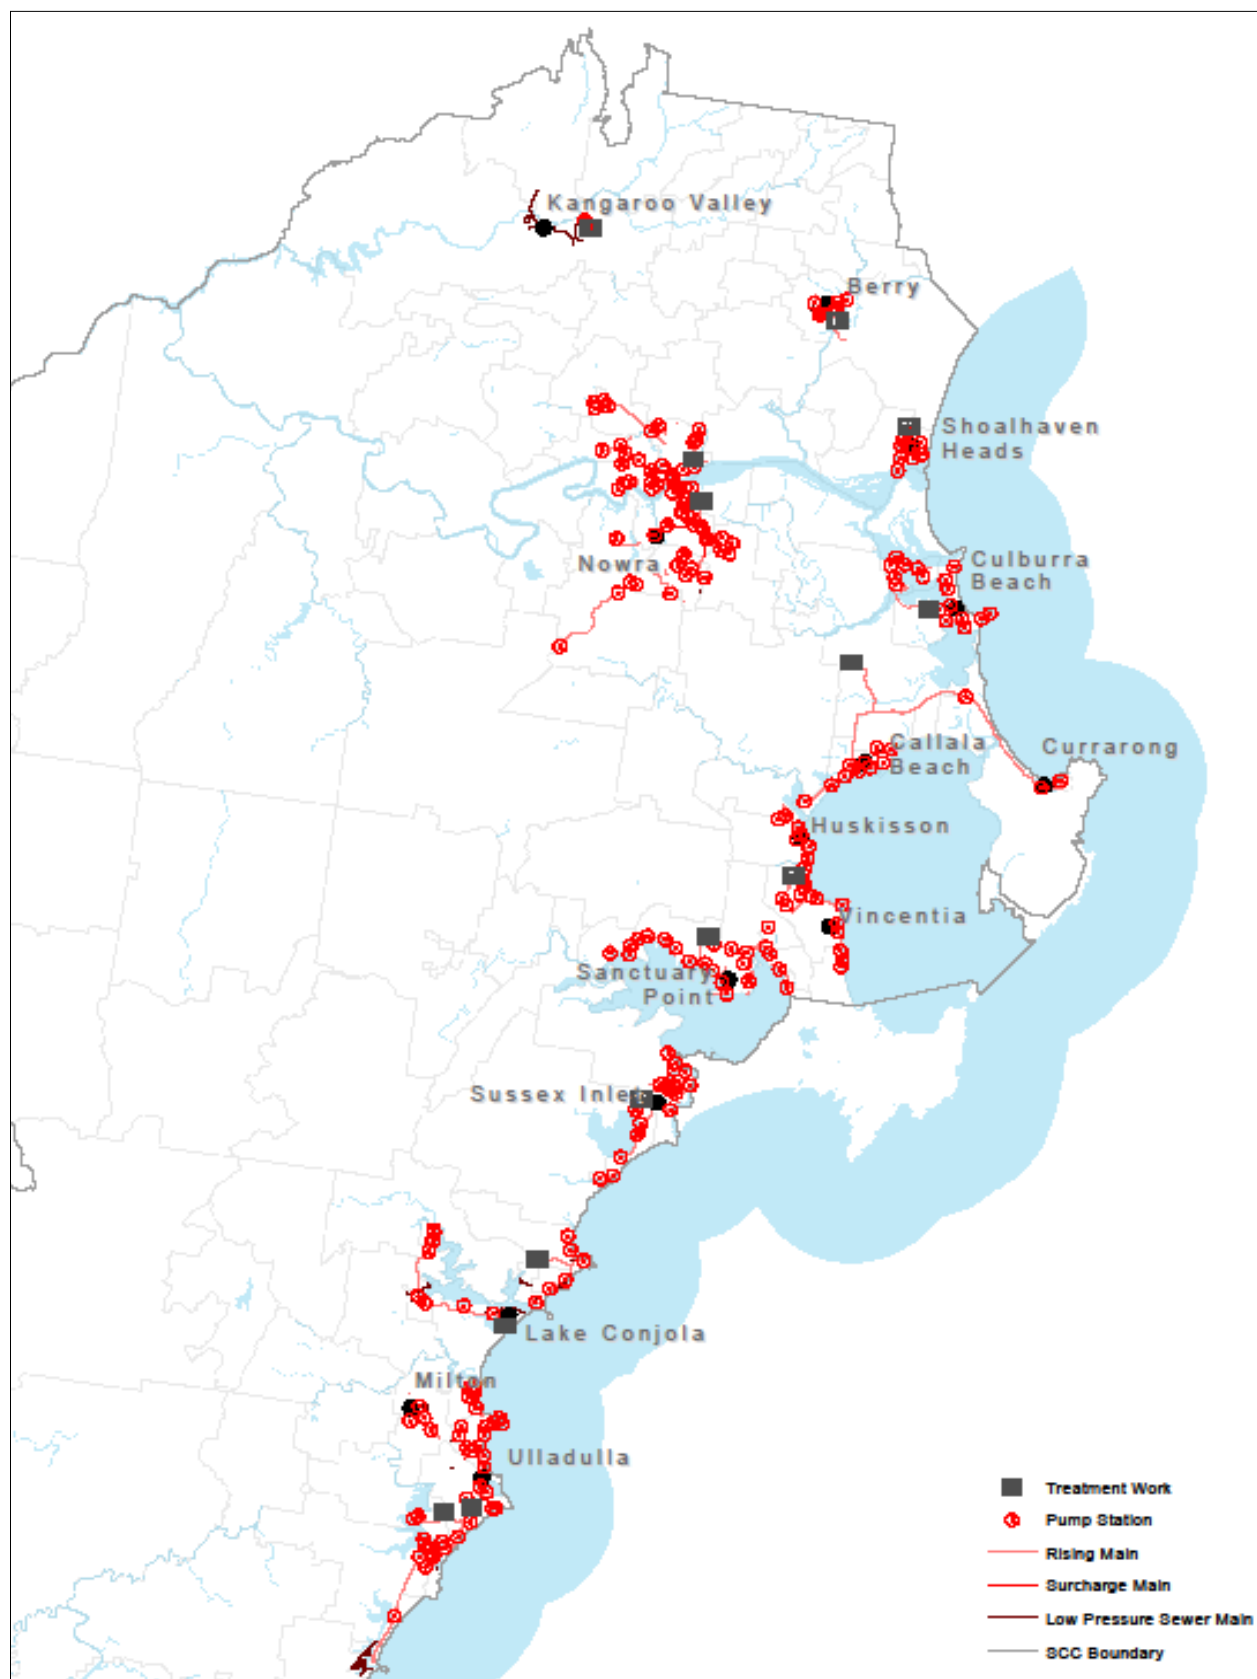 Kangaroo Valley
Berry
Shoalhaven
Heads
Nowra
Culburra
Beach
Callala
Beach
Currarong
Huskisson
Vincentia
Sanctuary
Point
Sussex Inlet
Lake Conjola
Milton
Ulladulla
Treatment Work
Pump Station
Rising Main
Surcharge Main
Low Pressure Sewer Main
SCC Boundary